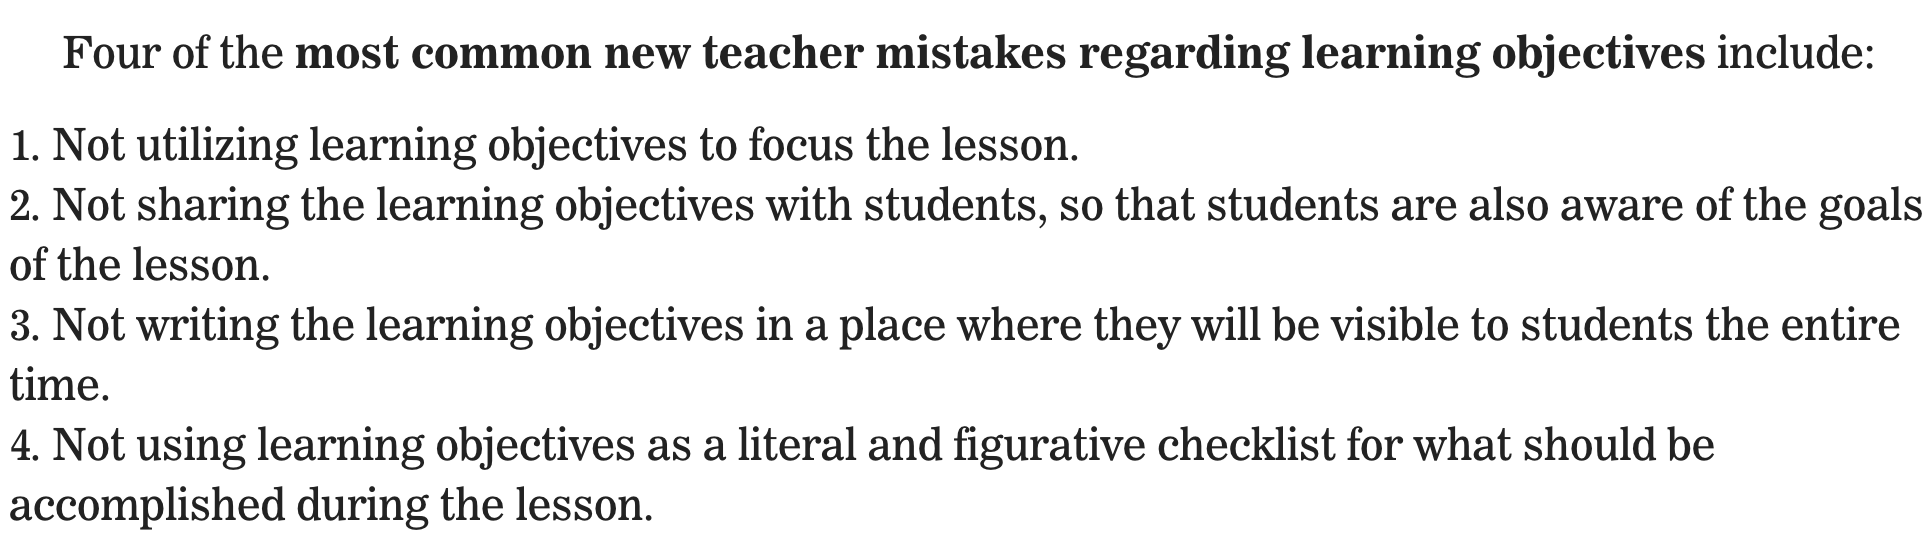 Four of the most common new teacher mistakes regarding learning objectives include:
1. Not utilizing learning objectives to focus the lesson.
2. Not sharing the learning objectives with students, so that students are also aware of the goals
of the lesson.
3. Not writing the learning objectives in a place where they will be visible to students the entire
time.
4. Not using learning objectives as a literal and figurative checklist for what should be
accomplished during the lesson.